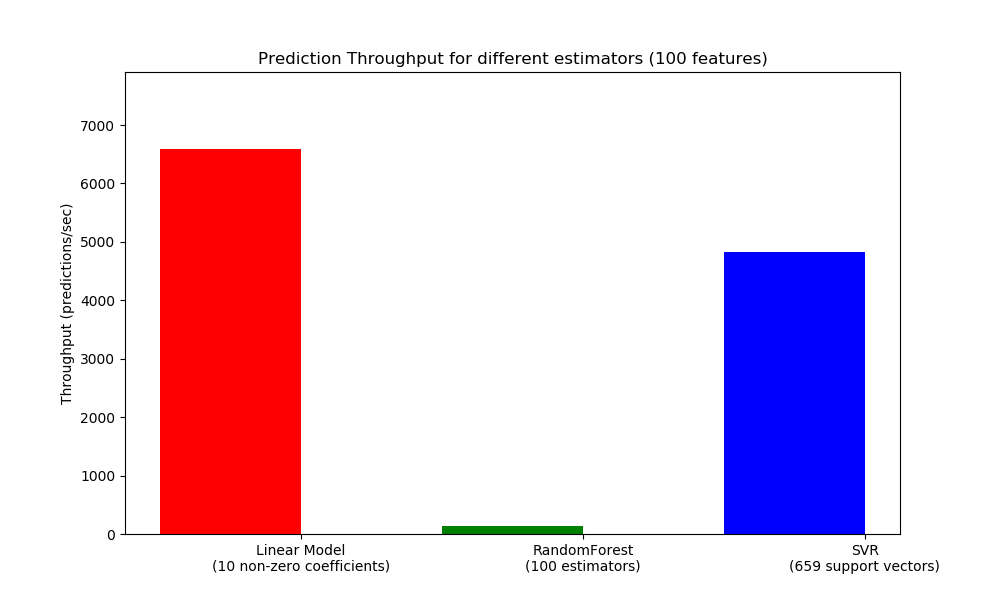 Prediction Throughput for different estimators (100 features)
Throughput (predictions/sec)
7000
6000
5000
4000
3000
2000
1000
0
Linear Model
(10 non-zero coefficients)
RandomForest
(100 estimators)
SVR
(659 support vectors)